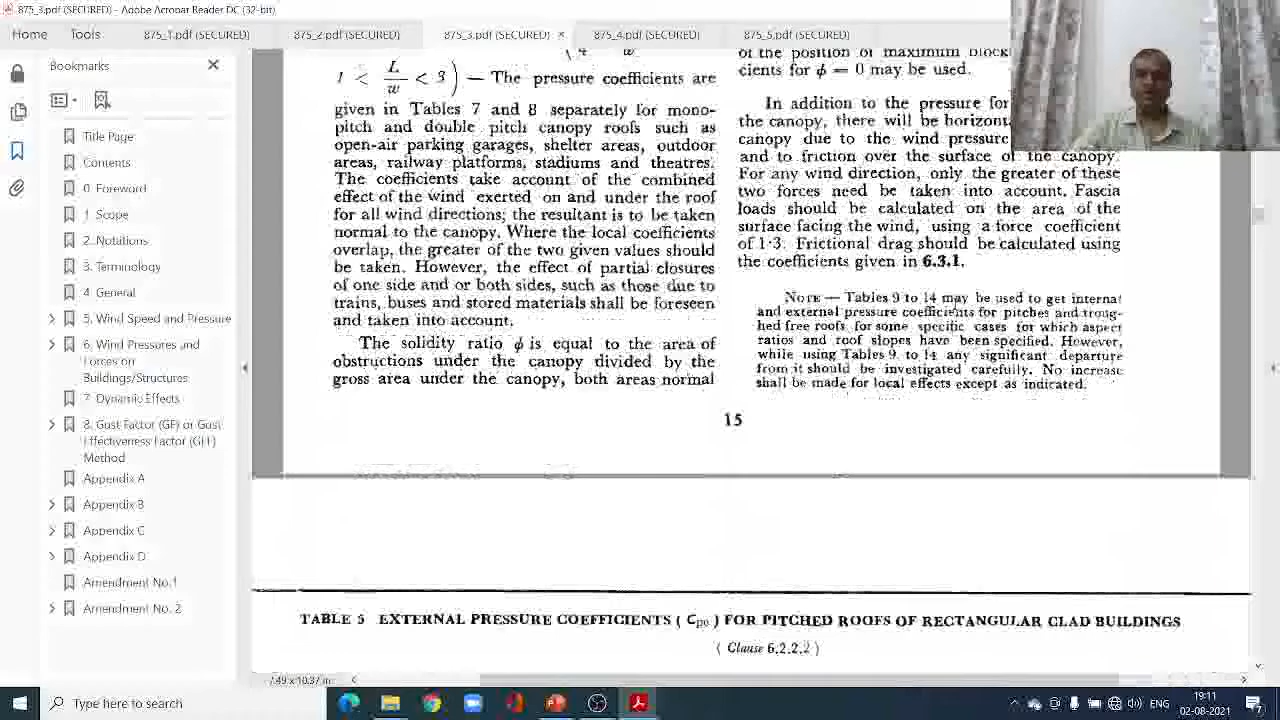 875_3.pdf (SECURED) - Adobe Acrobat Reader DC (32-bit)
Home Tools 875_1.pdf (SECURED) 875_2.pdf (SECURED) 875_3.pdf (SECURED) × 875_4.pdf (SECURED) 875_5.pdf (SECURED)
Bookmarks
Title Page
Contents
0. Forward
1. Scope
2. Notitions
3. Terminology
4. General
5. Wind Speed and Pressure
6. Wind Pressures and
Forces on
Buildings/Structures
8. Gust Factor (GF) or Gust
Method
Appendix A
Appendix B
Appendix C
Appendix D
Amendment No.1
Amendment No. 2
1 < L/w < 3 ) — The pressure coefficients are
given in Tables 7 and 8 separately for mono-
pitch and double pitch canopy roofs such as
open-air parking garages, shelter areas, outdoor
areas, railway platforms, stadiums and theatres.
The coefficients take account of the combined
effect of the wind exerted on and under the roof
for all wind directions; the resultant is to be taken
normal to the canopy. Where the local coefficients
overlap, the greater of the two given values should
be taken. However, the effect of partial closures
of one side and or both sides, such as those due to
trains, buses and stored materials shall be foreseen
and taken into account.
The solidity ratio ϕ is equal to the area of
obstructions under the canopy divided by the
gross area under the canopy, both areas normal
of the position of maximum
cients for ϕ = 0 may be used.
In addition to the pressure
the canopy, there will be
canopy due to the wind pressure
and to friction over the surface of the canopy.
For any wind direction, only the greater of these
two forces need be taken into account. Fascia
loads should be calculated on the area of the
surface facing the wind, using a force coefficient
of 1·3. Frictional drag should be calculated using
the coefficients given in 6.3.1.
NOTE — Tables 9 to 14 may be used to get internal
and external pressure coefficients for pitches and troug-
hed free roofs for some specific cases for which aspect
ratios and roof slopes have been specified. However,
while using Tables 9 to 14 any significant departure
from it should be investigated carefully. No increase
shall be made for local effects except as indicated.
15
TABLE 5 EXTERNAL PRESSURE COEFFICIENTS ( Cpe ) FOR PITCHED ROOFS OF RECTANGULAR CLAD BUILDINGS
( Clause 6.2.2.2 )
7.49 x 10.37 in
Type here to search
ENG
19:11
02-08-2021